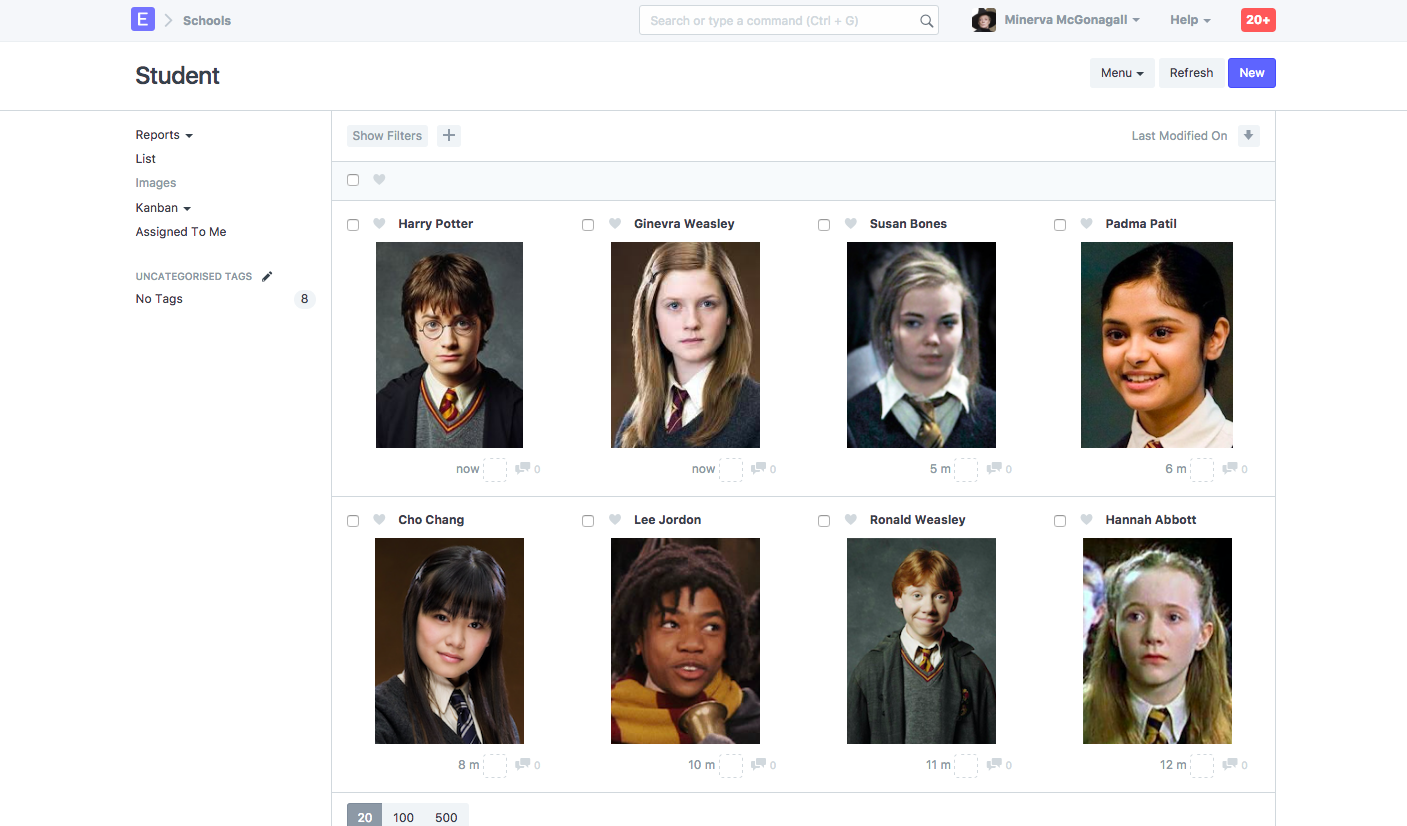 E Schools Search or type a command (Ctrl + G) Minerva McGonagall Help 20+
Student Menu Refresh New
Reports
List
Images
Kanban
Assigned To Me
UNCATEGORISED TAGS
No Tags 8
Show Filters Last Modified On
Harry Potter Ginevra Weasley Susan Bones Padma Patil
now 0 now 0 5 m 0 6 m 0
Cho Chang Lee Jordon Ronald Weasley Hannah Abbott
8 m 0 10 m 0 11 m 0 12 m 0
20 100 500